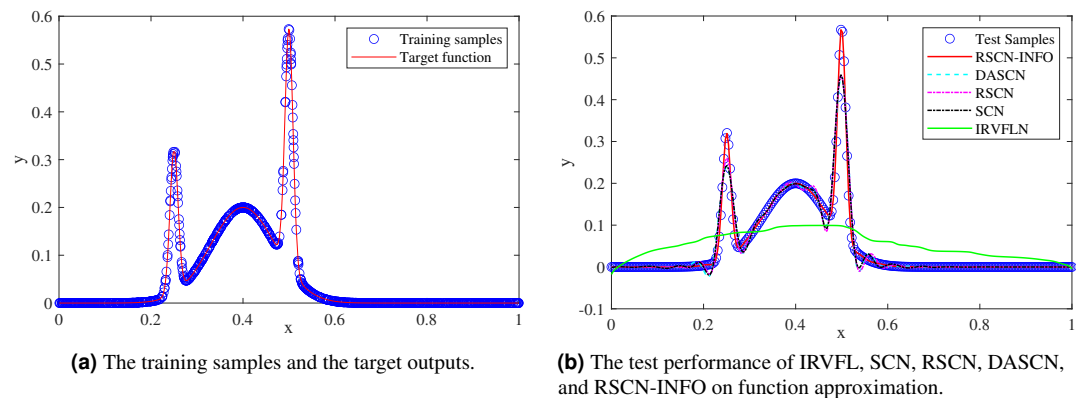 0.6
0.5
0.4
0.3
0.2
0.1
0
y
Training samples
Target function
0
0.2
0.4
0.6
0.8
1
x
(a) The training samples and the target outputs.
0.6
0.5
0.4
0.3
0.2
0.1
0
-0.1
y
Test Samples
RSCN-INFO
DASCN
RSCN
SCN
IRVFLN
0
0.2
0.4
0.6
0.8
1
x
(b) The test performance of IRVFL, SCN, RSCN, DASCN,
and RSCN-INFO on function approximation.